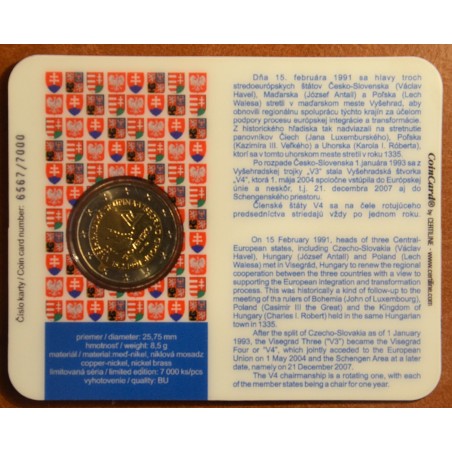 Číslo karty / Coin card number: 6567/7000
priemer / diameter: 25,75 mm
hmotnosť / weight: 8,5 g
materiál / material meď-nikel, niklová mosadz
copper-nickel, nickel brass
limitovaná séria / limited edition: 7 000 ks/pcs
vyhotovenie / quality: BU
Dňa 15. februára 1991 sa hlavy troch
stredoeurópskych štátov Česko-Slovenska (Václav
Havel), Maďarska (József Antall) a Poľska (Lech
Walesa) stretli v maďarskom meste Vyšehrad, aby
obnovili regionálnu spoluprácu týchto krajín za účelom
podpory procesu európskej integrácie a transformácie.
Z historického hľadiska tak nadviazali na stretnutie
panovníkov Čiech (Jana Luxemburského), Poľska
(Kazimíra III. Veľkého) a Uhorska (Karola I. Róberta),
ktorí sa v tomto uhorskom meste stretli v roku 1335.
Po rozpade Česko-Slovenska 1.januára 1993 sa z
Vyšehradskej trojky „V3" stala Vyšehradská štvorka
„V4", ktorá 1. mája 2004 spoločne vstúpila do Európskej
únie a neskôr, t.j. 21. decembra 2007 aj do
Schengenského priestoru.
Členské štáty V4 sa na čele rotujúceho
predsedníctva striedajú vždy po jednom roku.
On 15 February 1991, heads of three Central-
European states, including Czecho-Slovakia (Václav
Havel), Hungary (József Antall) and Poland (Lech
Walesa) met in Visegrád, Hungary to renew the regional
cooperation between the three countries with a view to
supporting the European integration and transformation
process. This was historically a kind of follow-up to the
meeting of tha rulers of Bohemia (John of Luxembourg),
Poland (Casimir III the Great) and the Kingdom of
Hungary (Charles I. Robert) held in the same Hungarian
town in 1335.
After the split of Czecho-Slovakia as of 1 January
1993, the Visegrad Three ("V3") became the Visegrad
Four or "V4", which jointly acceded to the European
Union on 1 May 2004 and the Schengen Area at a later
date, namely on 21 December 2007.
The V4 chairmanship is a rotating one, with each
of the member states being a chair for one year.
CoinCard® by CERTILINE - www.certiline.com